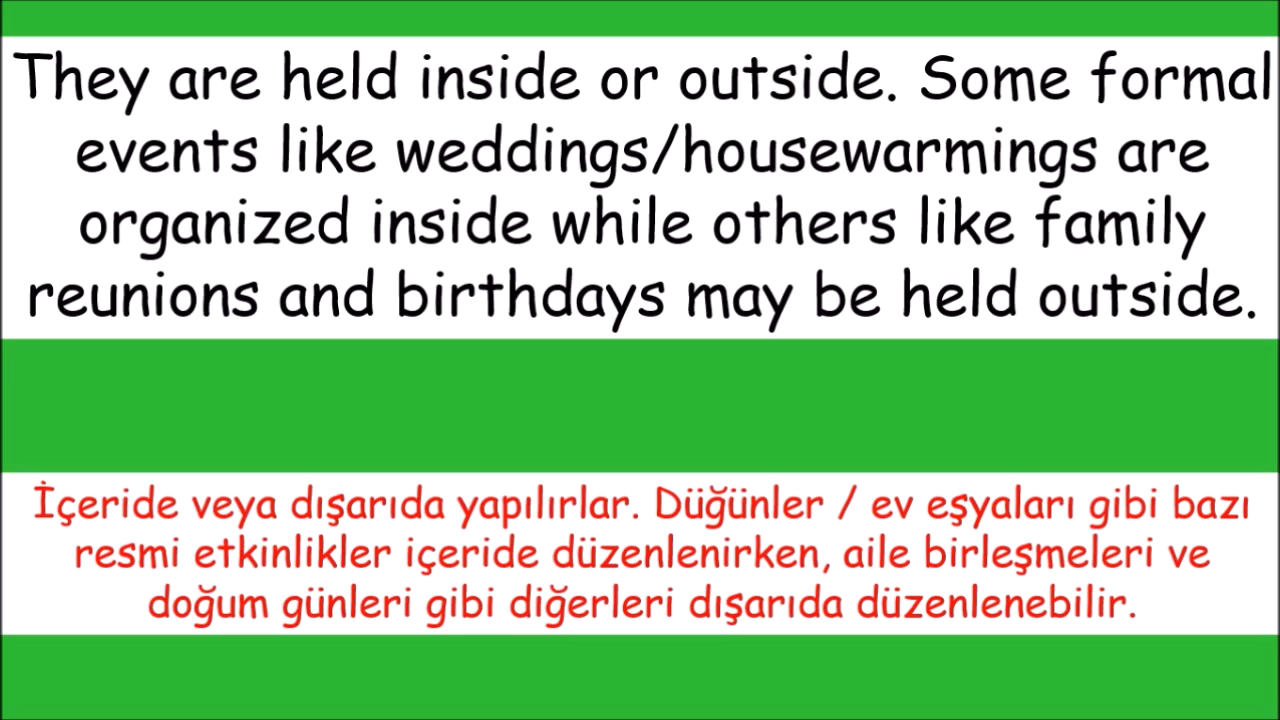 They are held inside or outside. Some formal
events like weddings/housewarmings are
organized inside while others like family
reunions and birthdays may be held outside.
İçeride veya dışarıda yapılırlar. Düğünler / ev eşyaları gibi bazı
resmi etkinlikler içeride düzenlenirken, aile birleşmeleri ve
doğum günleri gibi diğerleri dışarıda düzenlenebilir.